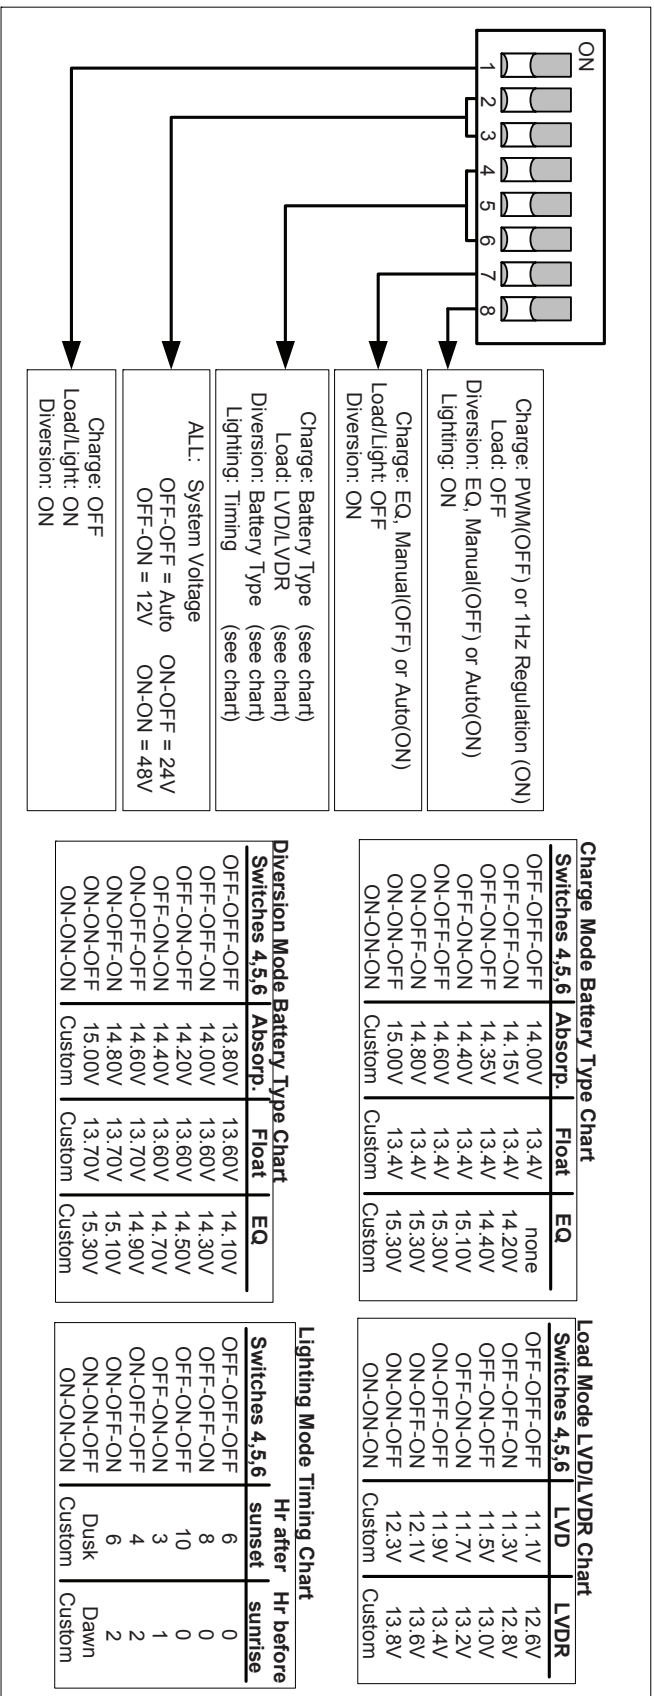 ON
1 2 3 4 5 6 7 8
Charge: PWM(OFF) or 1Hz Regulation (ON)
Load: OFF
Diversion: EQ, Manual(OFF) or Auto(ON)
Lighting: ON
Charge: EQ, Manual(OFF) or Auto(ON)
Load/Light: OFF
Diversion: ON
Charge: Battery Type (see chart)
Load: LVD/LVDR (see chart)
Diversion: Battery Type (see chart)
Lighting: Timing (see chart)
ALL: System Voltage
OFF-OFF = Auto ON-OFF = 24V
OFF-ON = 12V ON-ON = 48V
Charge: OFF
Load/Light: ON
Diversion: ON
Charge Mode Battery Type Chart
Switches 4,5,6 Absorp. Float EQ
OFF-OFF-OFF 14.00V 13.4V none
OFF-OFF-ON 14.15V 13.4V 14.20V
OFF-ON-OFF 14.35V 13.4V 14.40V
OFF-ON-ON 14.40V 13.4V 15.10V
ON-OFF-OFF 14.60V 13.4V 15.30V
ON-OFF-ON 14.80V 13.4V 15.30V
ON-ON-OFF 15.00V 13.4V 15.30V
ON-ON-ON Custom Custom Custom
Load Mode LVD/LVDR Chart
Switches 4,5,6 LVD LVDR
OFF-OFF-OFF 11.1V 12.6V
OFF-OFF-ON 11.3V 12.8V
OFF-ON-OFF 11.5V 13.0V
OFF-ON-ON 11.7V 13.2V
ON-OFF-OFF 11.9V 13.4V
ON-OFF-ON 12.1V 13.6V
ON-ON-OFF 12.3V 13.8V
ON-ON-ON Custom Custom
Diversion Mode Battery Type Chart
Switches 4,5,6 Absorp. Float EQ
OFF-OFF-OFF 13.80V 13.60V 14.10V
OFF-OFF-ON 14.00V 13.60V 14.30V
OFF-ON-OFF 14.20V 13.60V 14.50V
OFF-ON-ON 14.40V 13.60V 14.70V
ON-OFF-OFF 14.60V 13.70V 14.90V
ON-OFF-ON 14.80V 13.70V 15.10V
ON-ON-OFF 15.00V 13.70V 15.30V
ON-ON-ON Custom Custom Custom
Lighting Mode Timing Chart
Hr after Hr before
Switches 4,5,6 sunset sunrise
OFF-OFF-OFF 6 0
OFF-OFF-ON 8 0
OFF-ON-OFF 10 0
OFF-ON-ON 3 1
ON-OFF-OFF 4 2
ON-OFF-ON 6 2
ON-ON-OFF Dusk Dawn
ON-ON-ON Custom Custom